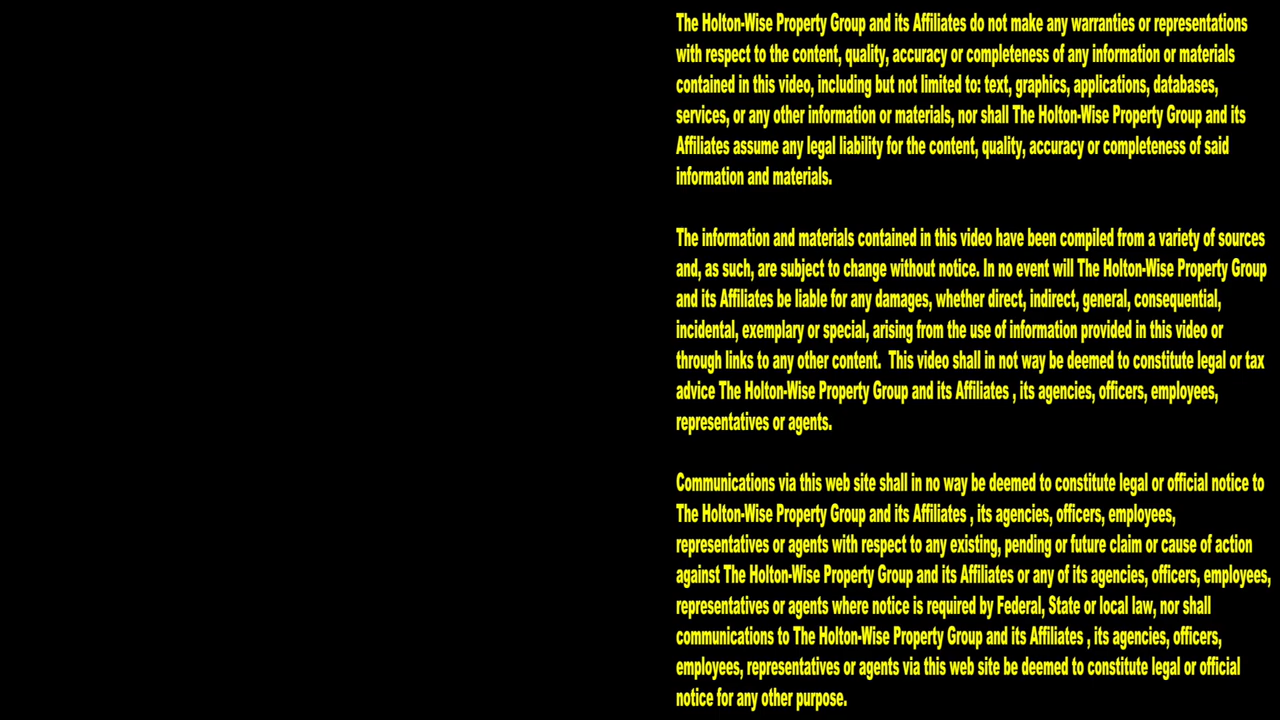 The Holton-Wise Property Group and its Affiliates do not make any warranties or representations
with respect to the content, quality, accuracy or completeness of any information or materials
contained in this video, including but not limited to: text, graphics, applications, databases,
services, or any other information or materials, nor shall The Holton-Wise Property Group and its
Affiliates assume any legal liability for the content, quality, accuracy or completeness of said
information and materials.
The information and materials contained in this video have been compiled from a variety of sources
and, as such, are subject to change without notice. In no event will The Holton-Wise Property Group
and its Affiliates be liable for any damages, whether direct, indirect, general, consequential,
incidental, exemplary or special, arising from the use of information provided in this video or
through links to any other content.  This video shall in not way be deemed to constitute legal or tax
advice The Holton-Wise Property Group and its Affiliates , its agencies, officers, employees,
representatives or agents.
Communications via this web site shall in no way be deemed to constitute legal or official notice to
The Holton-Wise Property Group and its Affiliates , its agencies, officers, employees,
representatives or agents with respect to any existing, pending or future claim or cause of action
against The Holton-Wise Property Group and its Affiliates or any of its agencies, officers, employees,
representatives or agents where notice is required by Federal, State or local law, nor shall
communications to The Holton-Wise Property Group and its Affiliates , its agencies, officers,
employees, representatives or agents via this web site be deemed to constitute legal or official
notice for any other purpose.